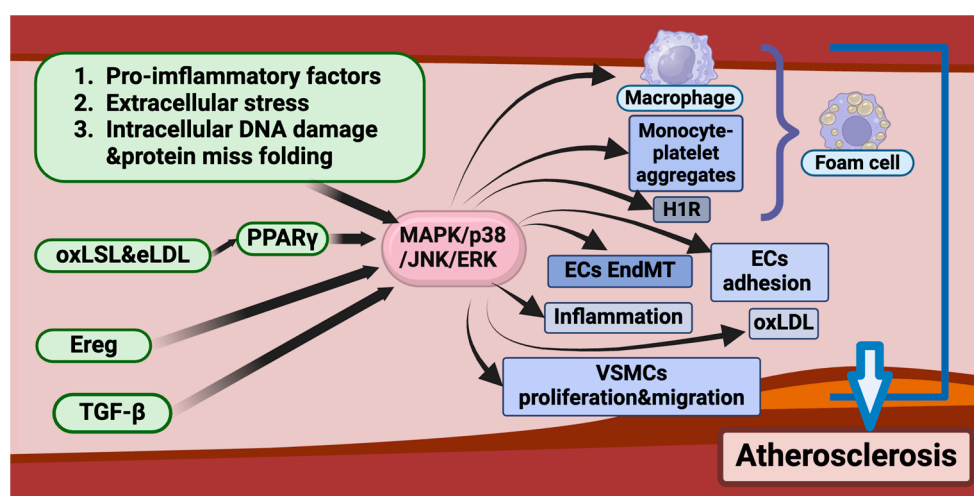 1. Pro-imflammatory factors
2. Extracellular stress
3. Intracellular DNA damage
&protein miss folding
oxLSL&eLDL
PPARγ
Ereg
TGF-β
MAPK/p38
/JNK/ERK
Macrophage
Monocyte-
platelet
aggregates
H1R
Foam cell
ECs EndMT
ECs
adhesion
Inflammation
oxLDL
VSMCs
proliferation&migration
Atherosclerosis